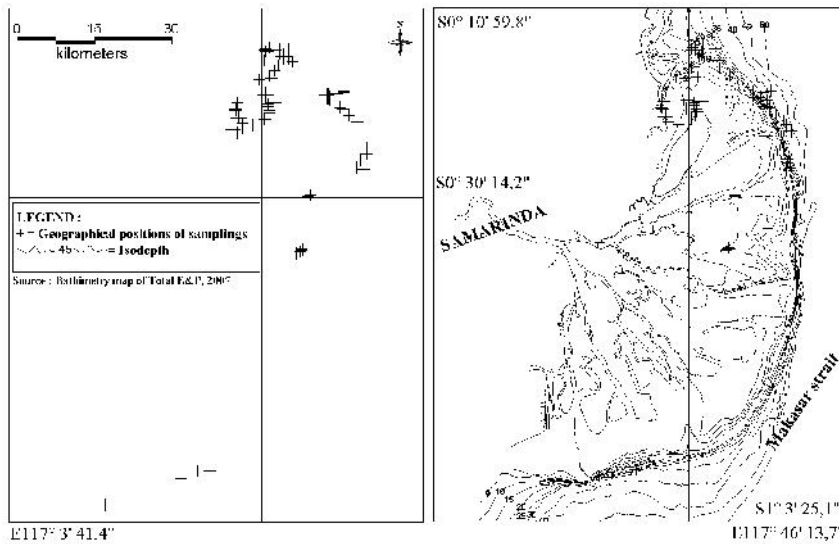 0 15 30
kilometers
N
LEGEND :
+ = Geographical positions of samplings
45 = Isodepth
Source : Bathimetry map of Total E&P,
E117° 3' 41.4"
S0° 10' 59.8"
S0° 30' 14.2"
SAMARINDA
Makasar strait
S1° 3' 25,1"
E117° 46' 13,7"